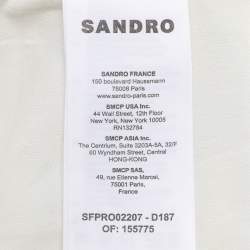 SANDRO
SANDRO FRANCE
150 boulevard Haussmann
75008 Paris
www.sandro-paris
SMCP USA Inc.
44 Wall Street, 12th Floor
New York, New York 10005
RN132784
SMCP ASIA Inc.
The Centrium, Suite 3203A-5A, 32/F
60 Wyndham Street, Central
HONG-KONG
SMCP SAS,
49, rue Etienne Marcel,
75001 Paris,
France
SFPRO02207 - D187
OF: 155775